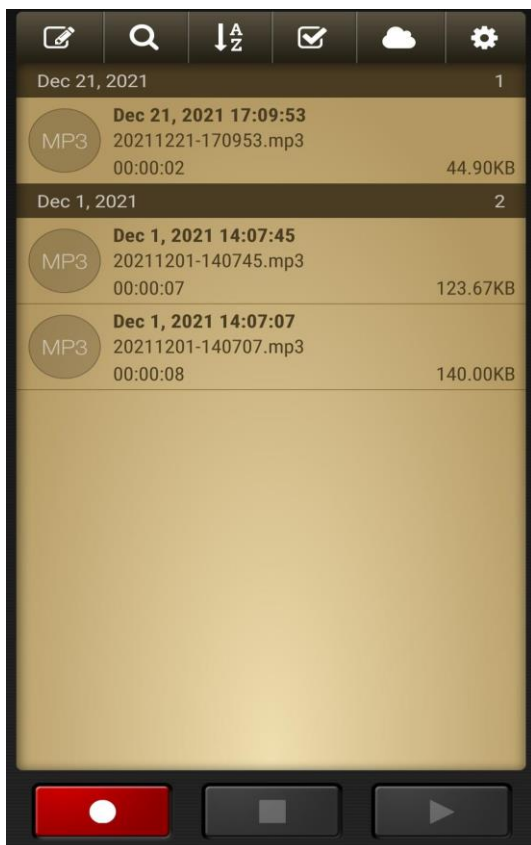 A
Z
Dec 21, 2021 1
MP3
Dec 21, 2021 17:09:53
20211221-170953.mp3
00:00:02 44.90KB
Dec 1, 2021 2
MP3
Dec 1, 2021 14:07:45
20211201-140745.mp3
00:00:07 123.67KB
MP3
Dec 1, 2021 14:07:07
20211201-140707.mp3
00:00:08 140.00KB